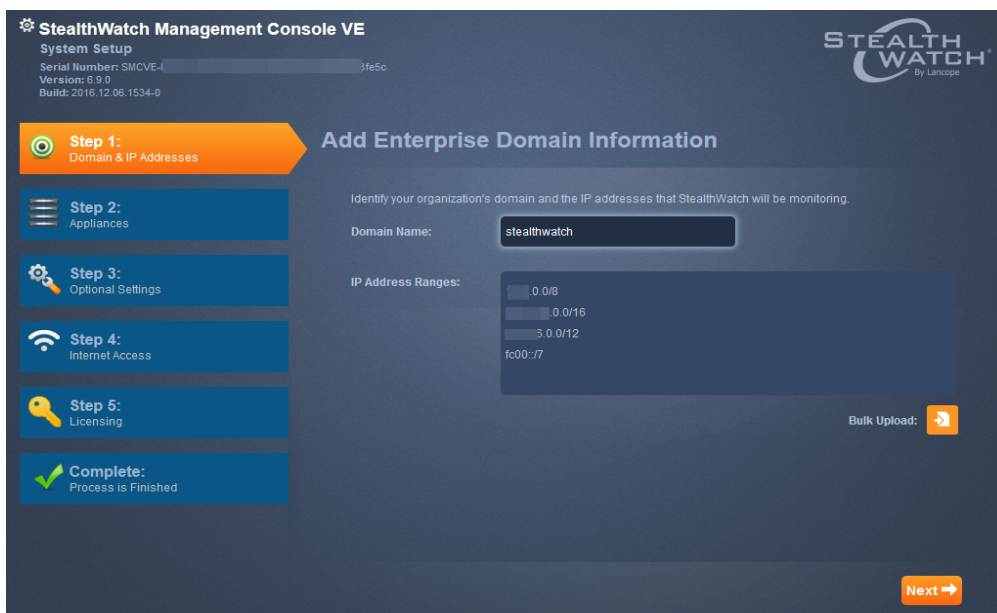 StealthWatch Management Console VE
System Setup
Serial Number: SMCVE- 3fe5c
Version: 6.9.0
Build: 2016.12.06.1534-0
STEALTH
WATCH
By Lancope
Step 1:
Domain & IP Addresses
Step 2:
Appliances
Step 3:
Optional Settings
Step 4:
Internet Access
Step 5:
Licensing
Complete:
Process is Finished
Add Enterprise Domain Information
Identify your organization's domain and the IP addresses that StealthWatch will be monitoring.
Domain Name:
stealthwatch
IP Address Ranges:
.0.0/8
.0.0/16
6.0.0/12
fc00::/7
Bulk Upload:
Next